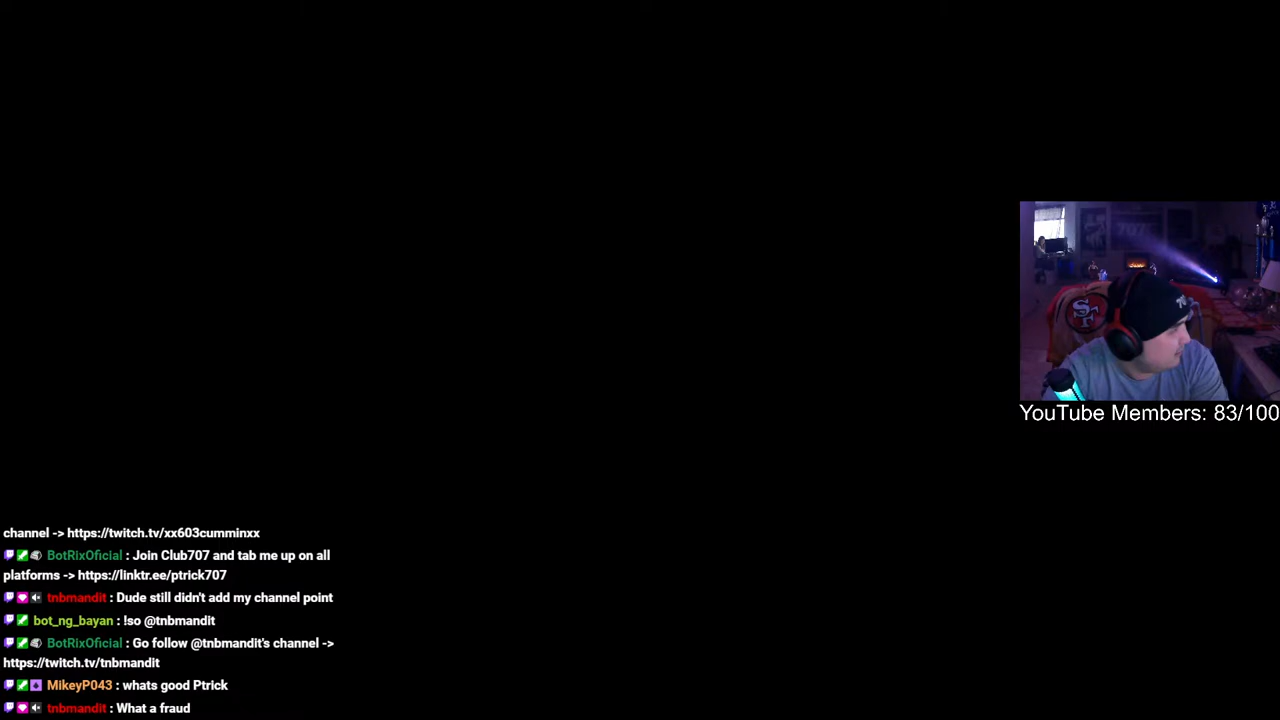 707
SF
YouTube Members: 83/100
channel -> https://twitch.tv/xx603cumminxx
BotRixOficial : Join Club707 and tab me up on all
platforms -> https://linktr.ee/ptrick707
tnbmandit : Dude still didn't add my channel point
bot_ng_bayan : !so @tnbmandit
BotRixOficial : Go follow @tnbmandit's channel ->
https://twitch.tv/tnbmandit
MikeyP043 : whats good Ptrick
tnbmandit : What a fraud